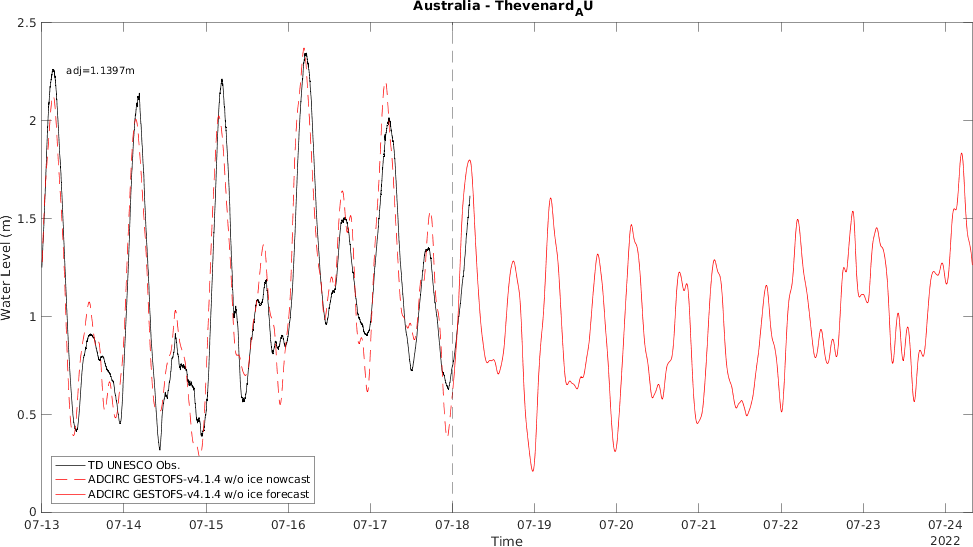 Australia - Thevenard_AU
adj=1.1397m
2.5
2
1.5
1
0.5
0
Water Level (m)
TD UNESCO Obs.
ADCIRC GESTOFS-v4.1.4 w/o ice nowcast
ADCIRC GESTOFS-v4.1.4 w/o ice forecast
07-13 07-14 07-15 07-16 07-17 07-18 07-19 07-20 07-21 07-22 07-23 07-24
Time
2022